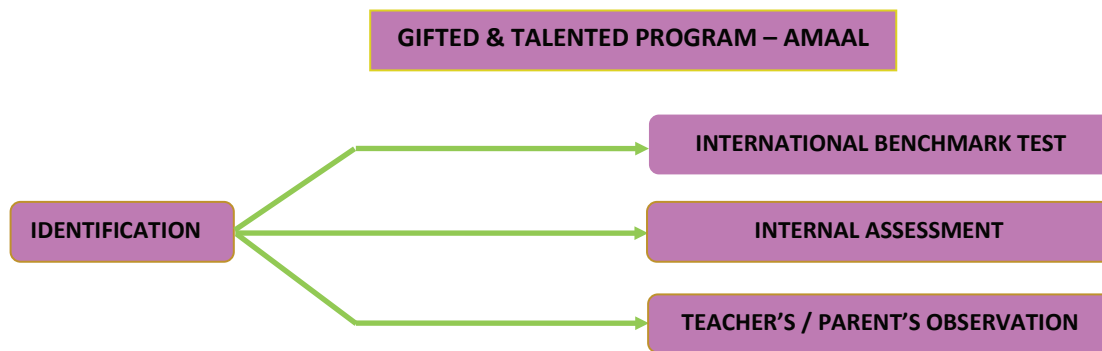 GIFTED & TALENTED PROGRAM – AMAAL
INTERNATIONAL BENCHMARK TEST
IDENTIFICATION
INTERNAL ASSESSMENT
TEACHER’S / PARENT’S OBSERVATION